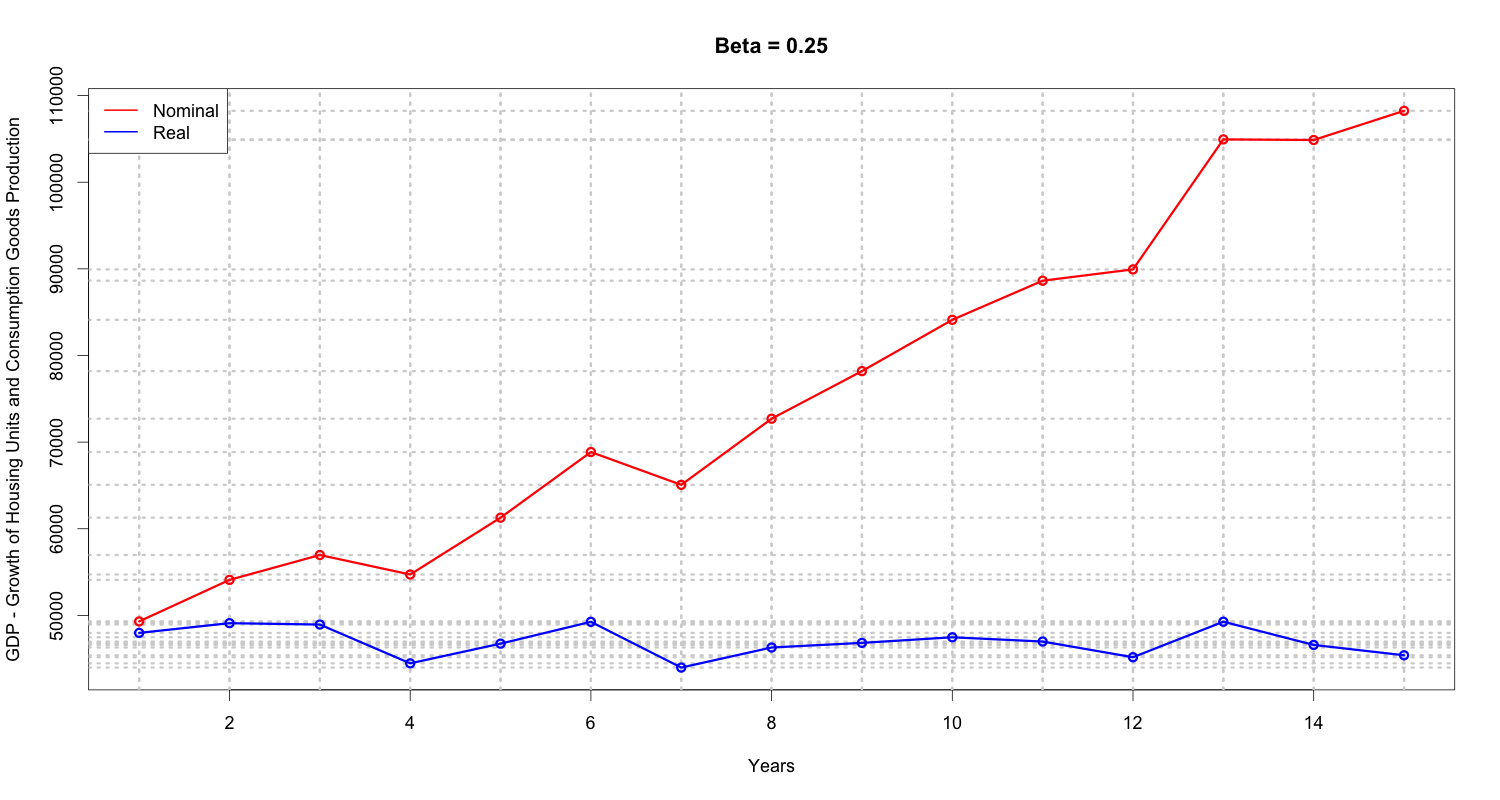 Beta = 0.25
Nominal
Real
GDP - Growth of Housing Units and Consumption Goods Production
110000
100000
90000
80000
70000
60000
50000
2 4 6 8 10 12 14
Years